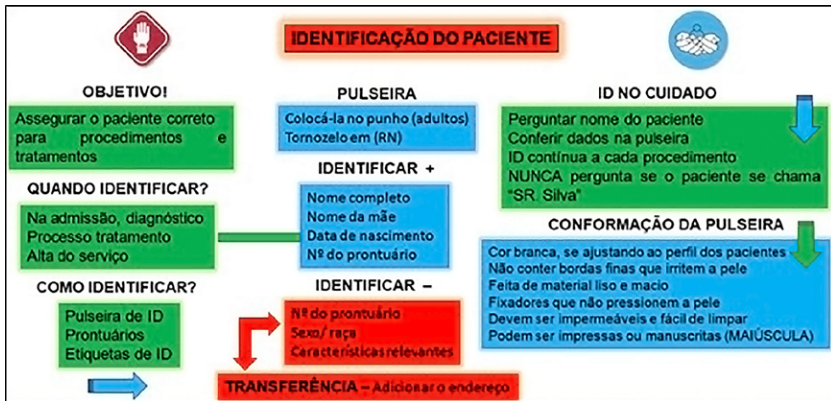 IDENTIFICAÇÃO DO PACIENTE
OBJETIVO!
Assegurar o paciente correto
para procedimentos e
tratamentos
QUANDO IDENTIFICAR?
Na admissão, diagnóstico
Processo tratamento
Alta do serviço
COMO IDENTIFICAR?
Pulseira de ID
Prontuários
Etiquetas de ID
PULSEIRA
Colocá-la no punho (adultos)
Tornozelo em (RN)
IDENTIFICAR +
Nome completo
Nome da mãe
Data de nascimento
Nº do prontuário
IDENTIFICAR –
Nº do prontuário
Sexo/ raça
Características relevantes
TRANSFERÊNCIA – Adicionar o endereço
ID NO CUIDADO
Perguntar nome do paciente
Conferir dados na pulseira
ID contínua a cada procedimento
NUNCA pergunta se o paciente se chama
“SR. Silva”
CONFORMAÇÃO DA PULSEIRA
Cor branca, se ajustando ao perfil dos pacientes
Não conter bordas finas que irritem a pele
Feita de material liso e macio
Fixadores que não pressionem a pele
Devem ser impermeáveis e fácil de limpar
Podem ser impressas ou manuscritas (MAIÚSCULA)